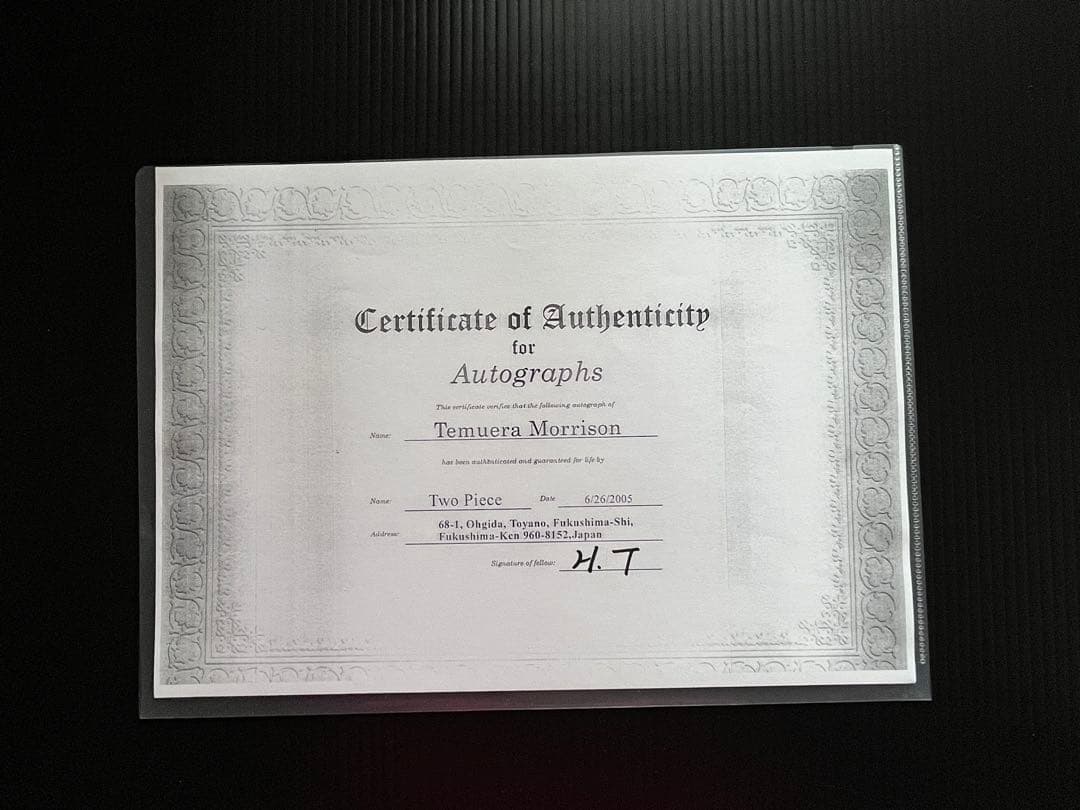 Certificate of Authenticity
for
Autographs
This certificate verifies that the following autograph of
Name: Temuera Morrison
has been authenticated and guaranteed for life by
Name: Two Piece Date 6/26/2005
Address: 68-1, Ohgida, Toyano, Fukushima-Shi,
Fukushima-Ken 960-8152,Japan
Signature of fellow: H. T